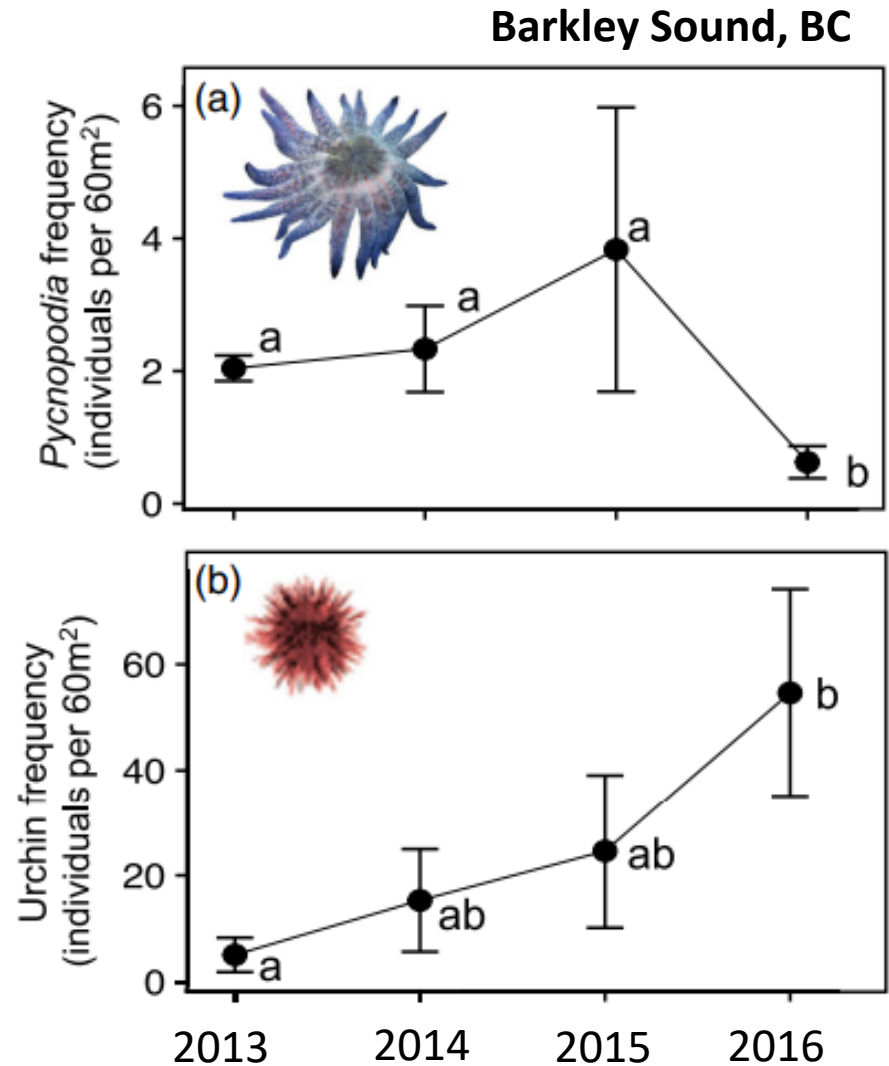 Barkley Sound, BC
(a)
Pycnopodia frequency
(individuals per 60m²)
6
4
2
0
a
a
a
b
(b)
Urchin frequency
(individuals per 60m²)
60
40
20
0
a
ab
ab
b
2013 2014 2015 2016